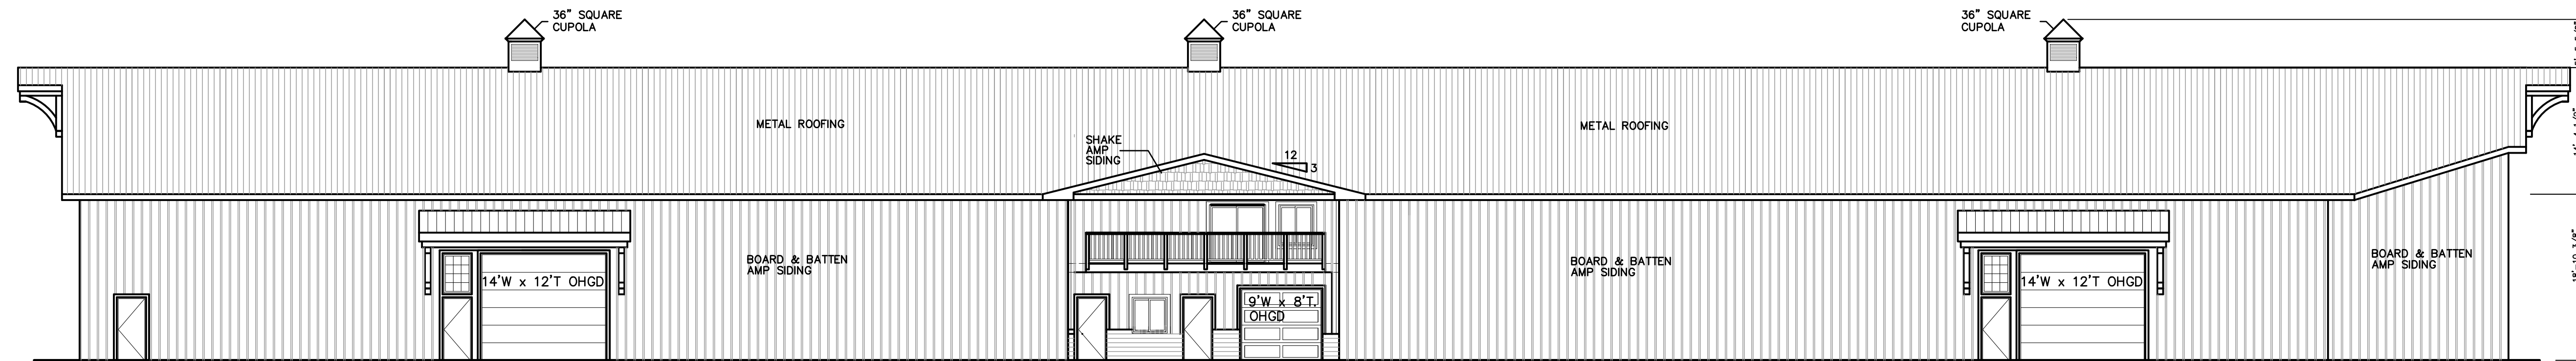 36" SQUARE
CUPOLA
36" SQUARE
CUPOLA
36" SQUARE
CUPOLA
METAL ROOFING
METAL ROOFING
SHAKE
AMP
SIDING
12
3
BOARD & BATTEN
AMP SIDING
BOARD & BATTEN
AMP SIDING
BOARD & BATTEN
AMP SIDING
14'W x 12'T OHGD
9'W x 8'T.
OHGD
14'W x 12'T OHGD